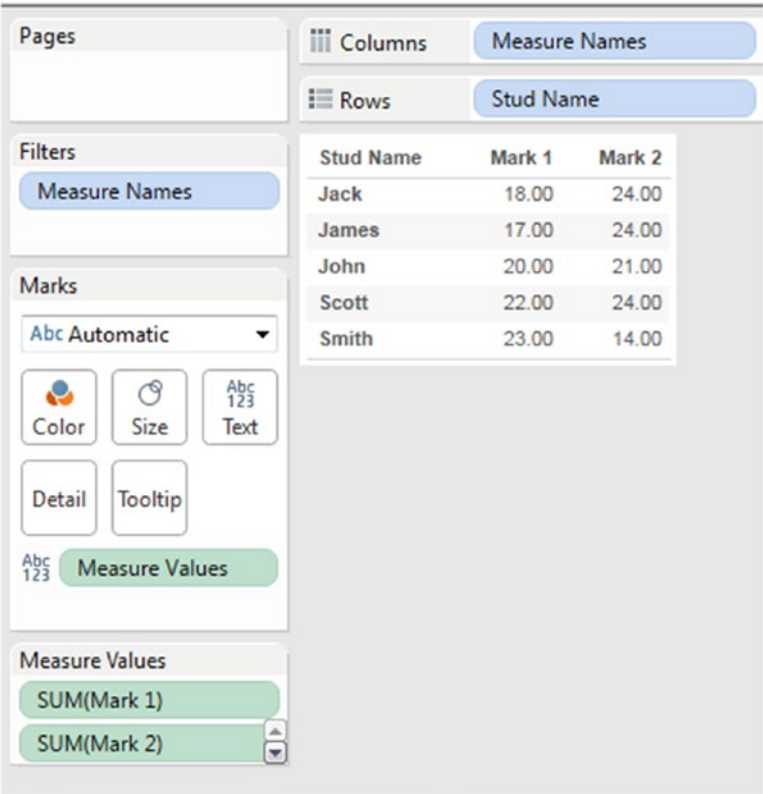 Pages
Columns Measure Names
Rows Stud Name
Filters
Measure Names
Marks
Abc Automatic
Color Size Abc 123 Text
Detail Tooltip
Abc 123 Measure Values
Measure Values
SUM(Mark 1)
SUM(Mark 2)
Stud Name Mark 1 Mark 2
Jack 18.00 24.00
James 17.00 24.00
John 20.00 21.00
Scott 22.00 24.00
Smith 23.00 14.00